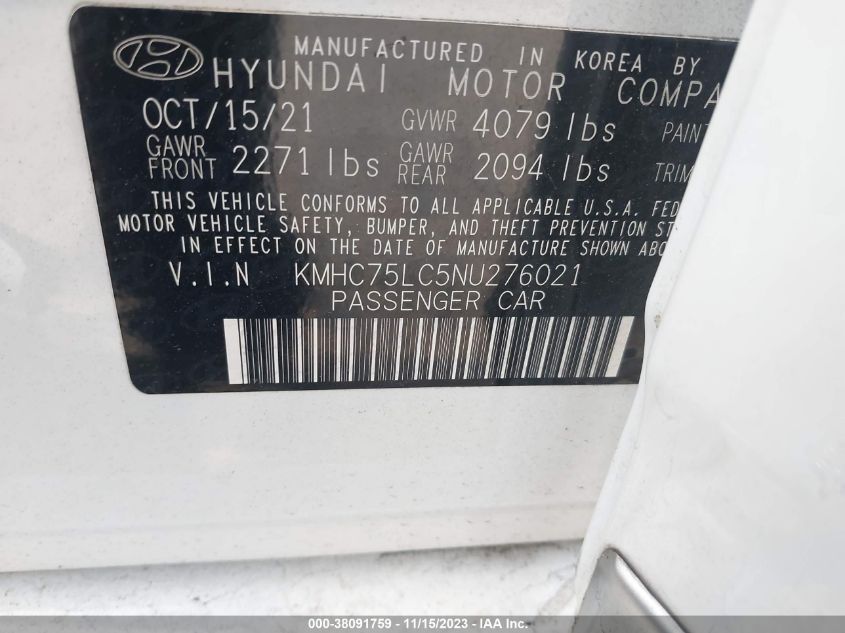 MANUFACTURED IN KOREA BY
HYUNDAI MOTOR COMPA
OCT/15/21 GVWR 4079 lbs PAINT
GAWR FRONT 2271 lbs GAWR REAR 2094 lbs TRIM
THIS VEHICLE CONFORMS TO ALL APPLICABLE U.S.A. FED
MOTOR VEHICLE SAFETY, BUMPER, AND THEFT PREVENTION ST
IN EFFECT ON THE DATE OF MANUFACTURE SHOWN ABO
V.I.N KMHC75LC5NU276021
PASSENGER CAR
000-38091759 - 11/15/2023 - IAA Inc.